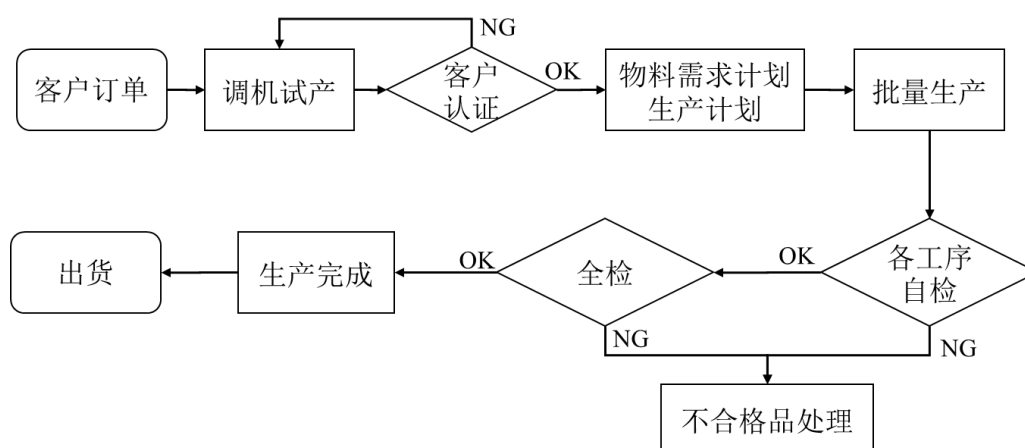 NG
客户订单
调机试产
客户
认证
OK
物料需求计划
生产计划
批量生产
出货
生产完成
OK
全检
OK
各工序
自检
NG
NG
不合格品处理